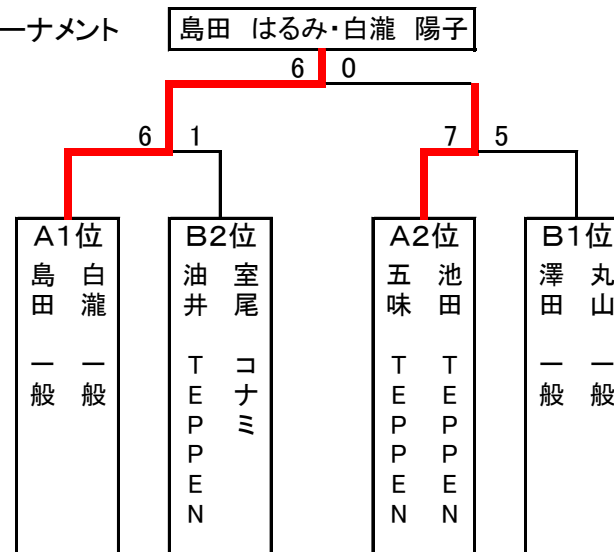 ーナメント
島田 はるみ・白瀧 陽子
6 0
6 1
7 5
A1位
島田 一般
白瀧 一般
B2位
油井 TEPPEN
室尾 コナミ
A2位
五味 TEPPEN
池田 TEPPEN
B1位
澤田 一般
丸山 一般